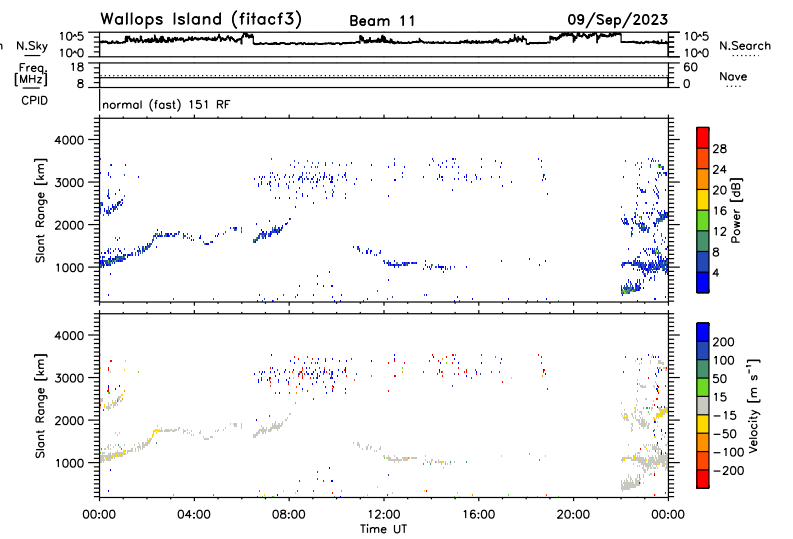 Wallops Island (fitacf3) Beam 11 09/Sep/2023
n N.Sky 10^5 10^0 10^5 10^0 N.Search
Freq. [MHz] 18 8 60 0 Nave
CPID normal (fast) 151 RF
Slant Range [km] 4000 3000 2000 1000
28 24 20 16 12 8 4 Power [dB]
Slant Range [km] 4000 3000 2000 1000
200 100 50 15 -15 -50 -100 -200 Velocity [m s⁻¹]
00:00 04:00 08:00 12:00 16:00 20:00 00:00
Time UT